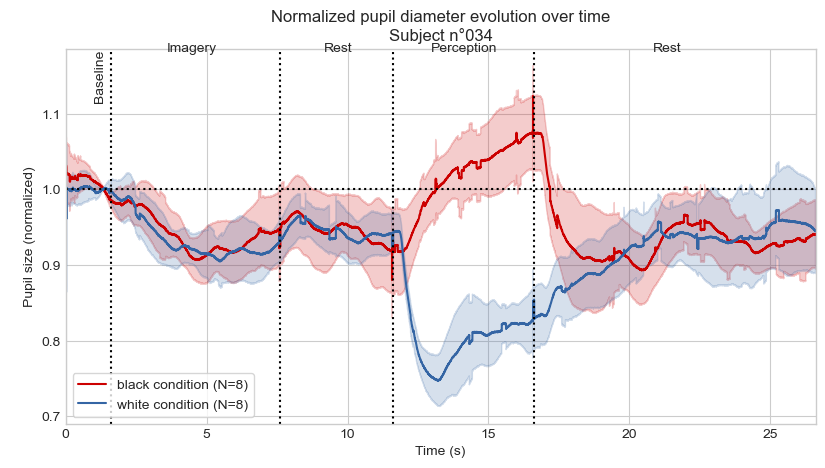 Normalized pupil diameter evolution over time
Subject n°034
Imagery
Rest
Perception
Rest
Baseline
Pupil size (normalized)
1.1
1.0
0.9
0.8
0.7
black condition (N=8)
white condition (N=8)
0
5
10
15
20
25
Time (s)